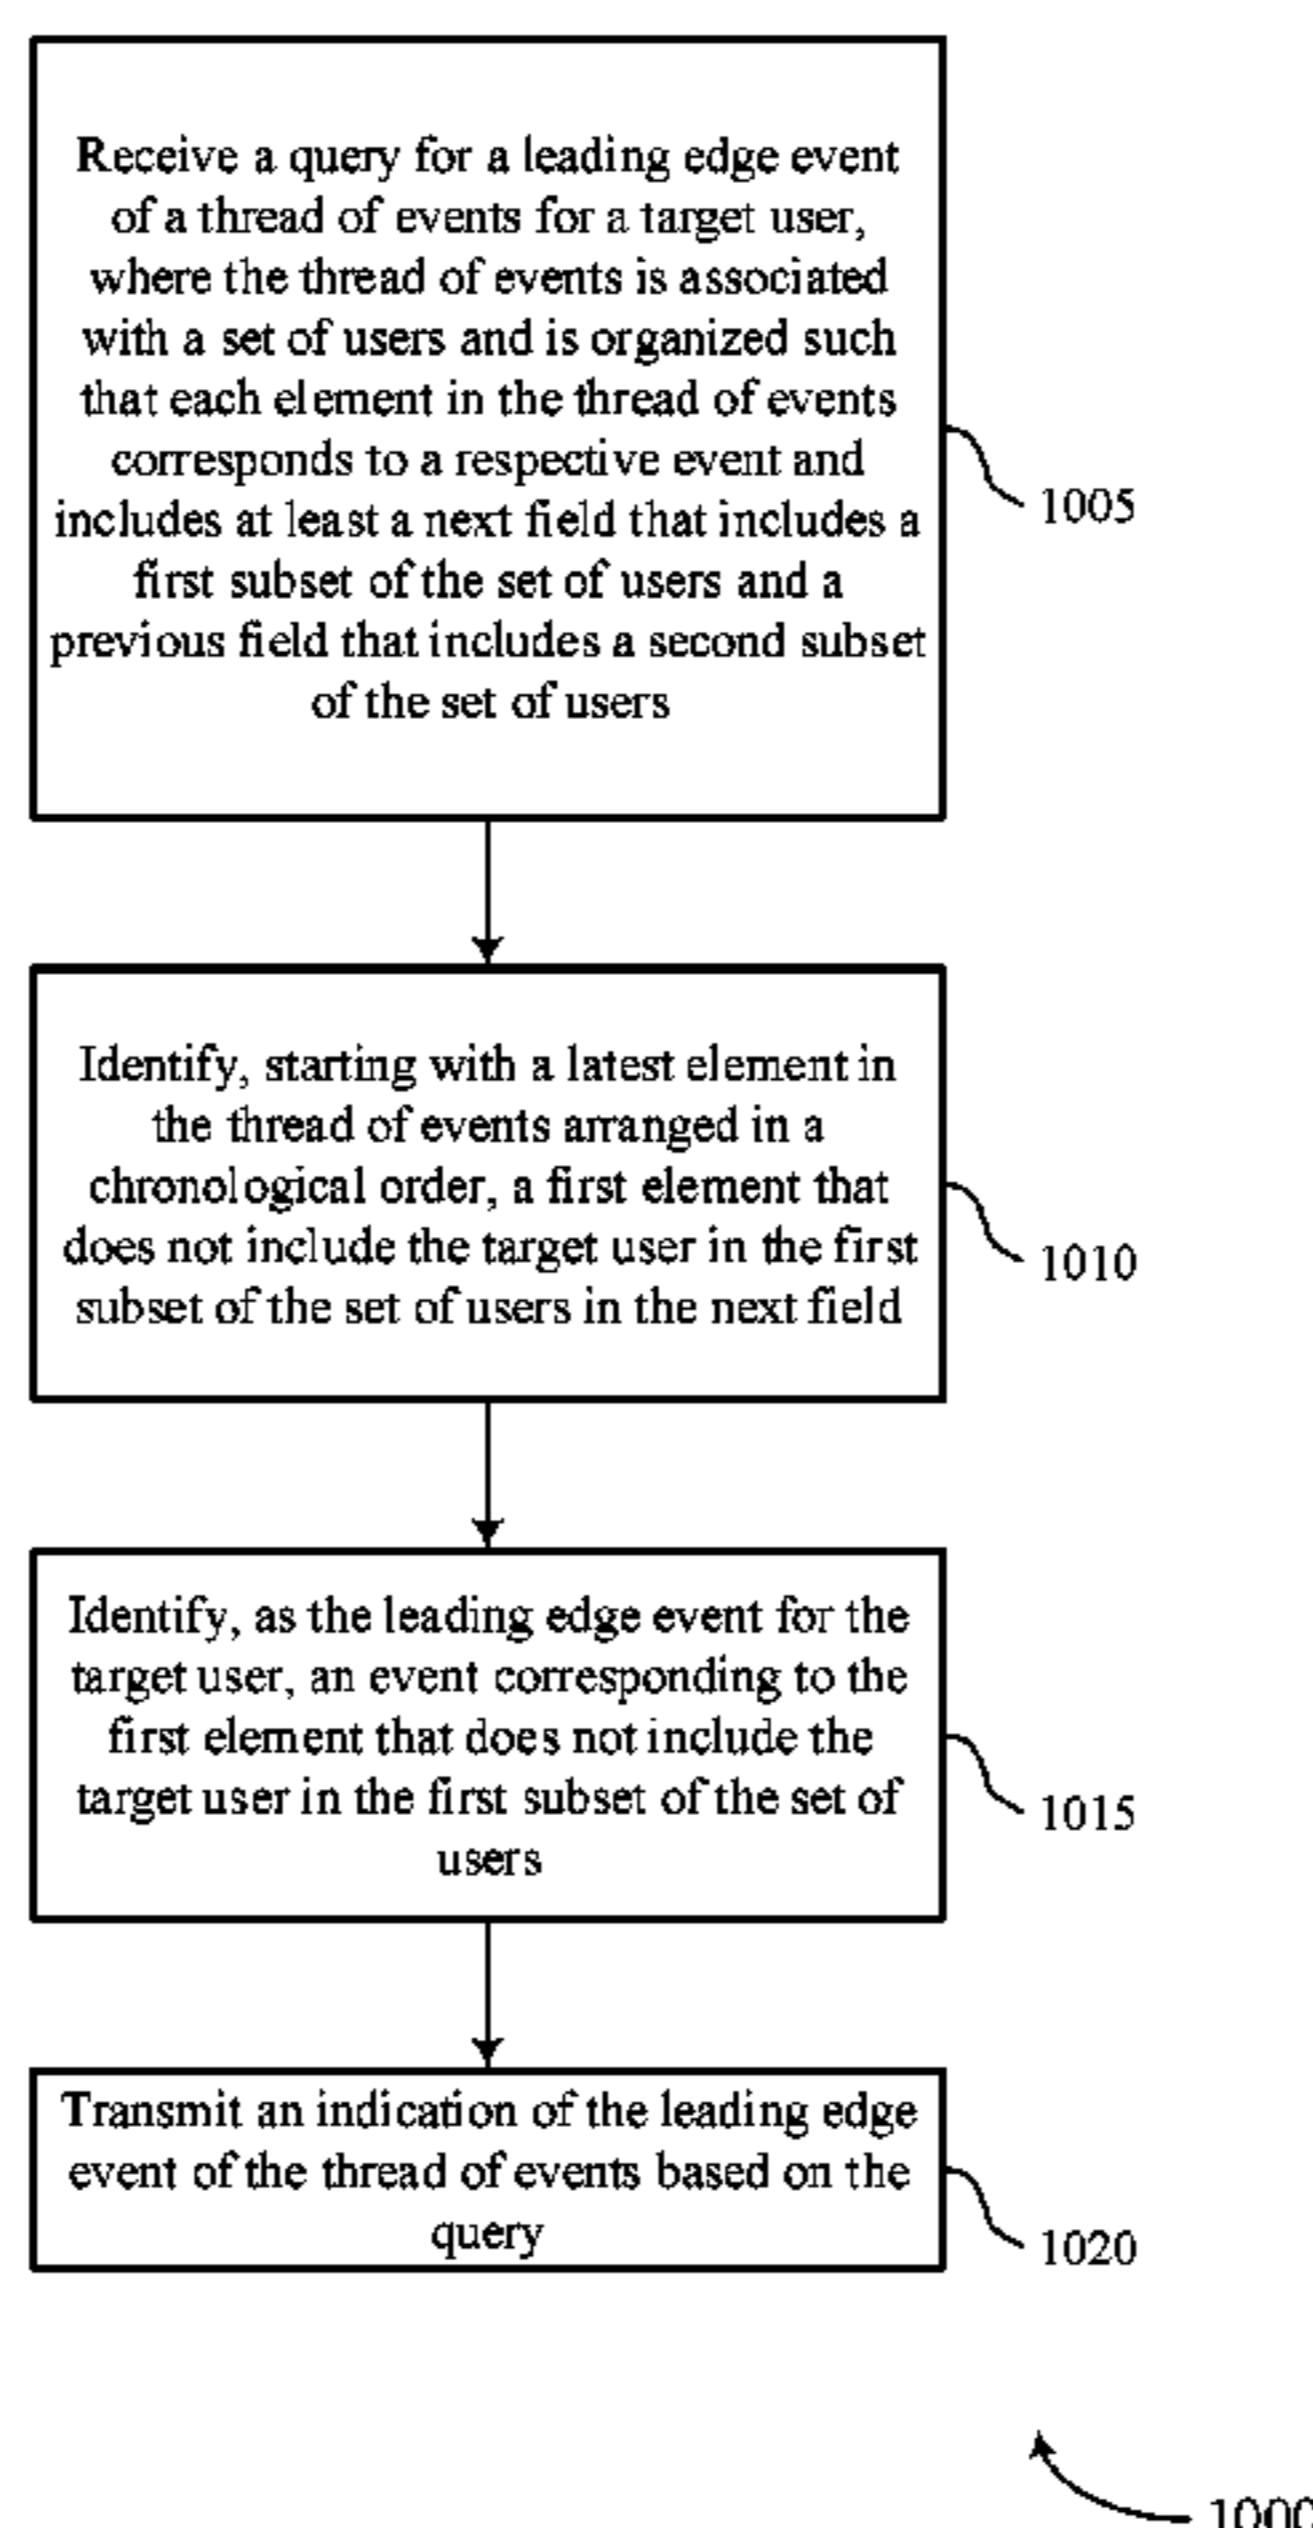 Receive a query for a leading edge event
of a thread of events for a target user,
where the thread of events is associated
with a set of users and is organized such
that each element in the thread of events
corresponds to a respective event and
includes at least a next field that includes a
first subset of the set of users and a
previous field that includes a second subset
of the set of users
1005
Identify, starting with a latest element in
the thread of events arranged in a
chronological order, a first element that
does not include the target user in the first
subset of the set of users in the next field
1010
Identify, as the leading edge event for the
target user, an event corresponding to the
first element that does not include the
target user in the first subset of the set of
users
1015
Transmit an indication of the leading edge
event of the thread of events based on the
query
1020
1000